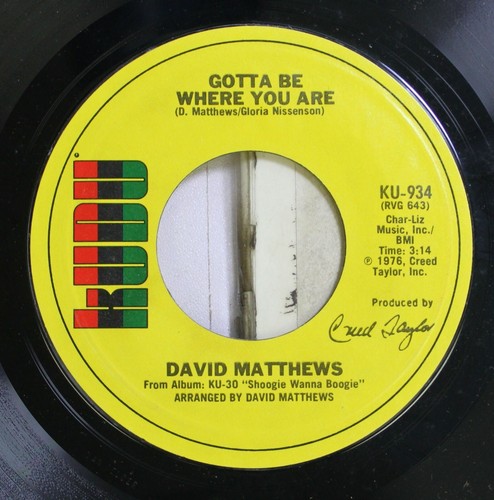 GOTTA BE
WHERE YOU ARE
(D. Matthews/Gloria Nissenson)
KUDU
KU-934
(RVG 643)
Char-Liz
Music, Inc./
BMI
Time: 3:14
℗ 1976, Creed
Taylor, Inc.
Produced by
Creed Taylor
DAVID MATTHEWS
From Album: KU-30 "Shoogie Wanna Boogie"
ARRANGED BY DAVID MATTHEWS